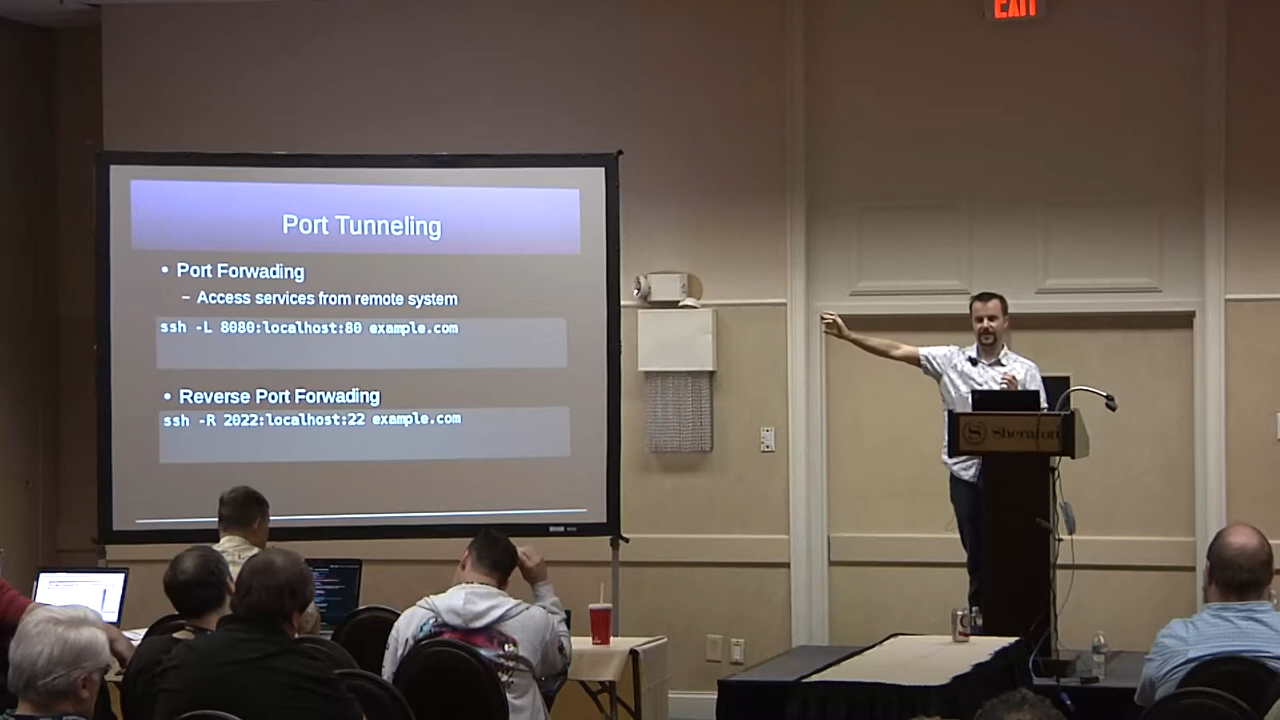 EXIT
Port Tunneling
• Port Forwading
– Access services from remote system
ssh -L 8080:localhost:80 example.com
• Reverse Port Forwading
ssh -R 2022:localhost:22 example.com
S Sheraton